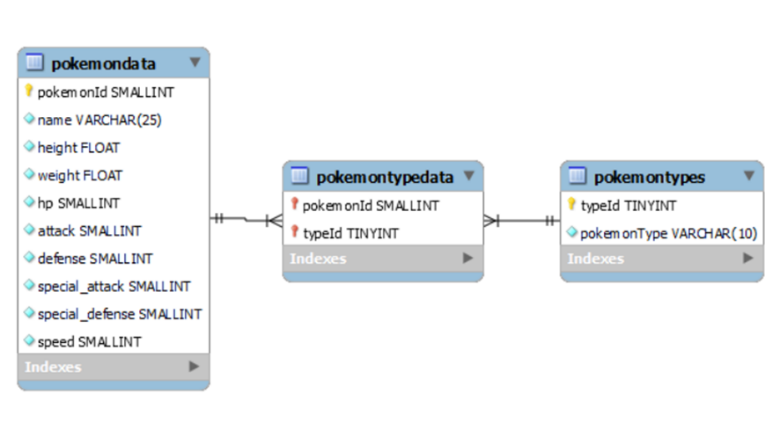 pokemondata
pokemonId SMALLINT
name VARCHAR(25)
height FLOAT
weight FLOAT
hp SMALLINT
attack SMALLINT
defense SMALLINT
special_attack SMALLINT
special_defense SMALLINT
speed SMALLINT
Indexes
pokemontypedata
pokemonId SMALLINT
typeId TINYINT
Indexes
pokemontypes
typeId TINYINT
pokemonType VARCHAR(10)
Indexes